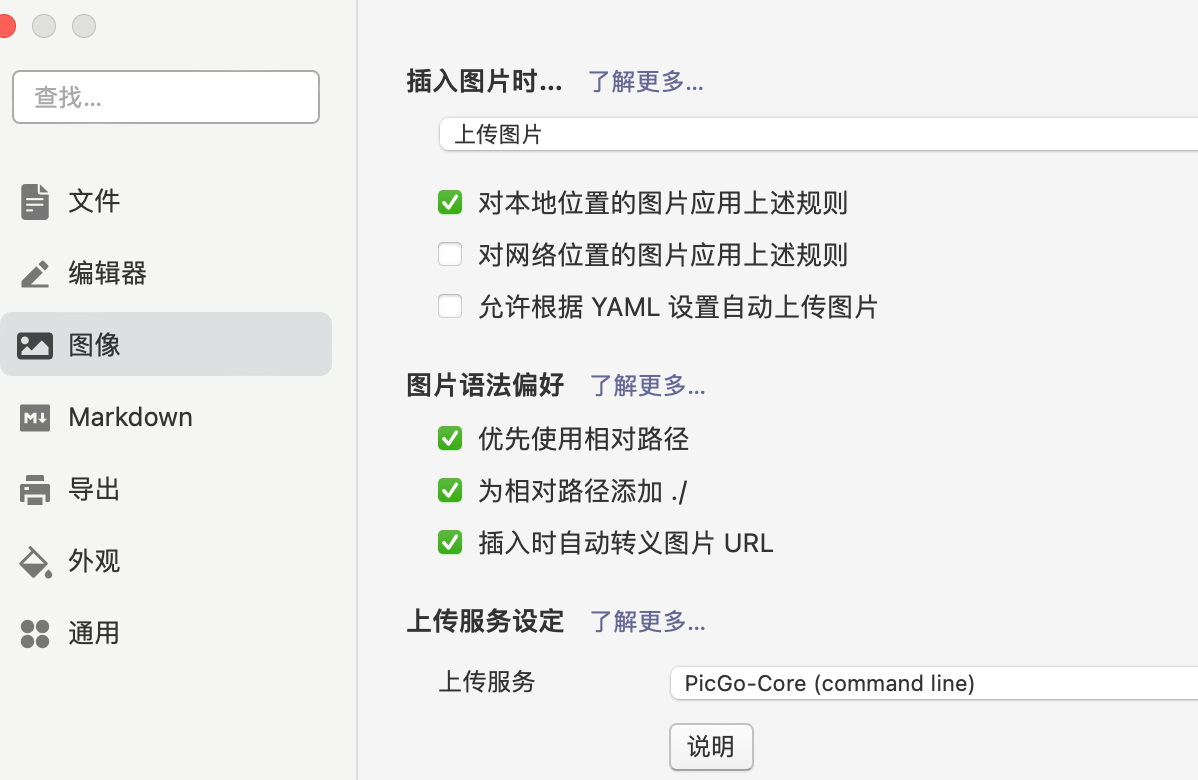 查找...
文件
编辑器
图像
Markdown
导出
外观
通用
插入图片时... 了解更多...
上传图片
对本地位置的图片应用上述规则
对网络位置的图片应用上述规则
允许根据 YAML 设置自动上传图片
图片语法偏好 了解更多...
优先使用相对路径
为相对路径添加 ./
插入时自动转义图片 URL
上传服务设定 了解更多...
上传服务 PicGo-Core (command line)
说明